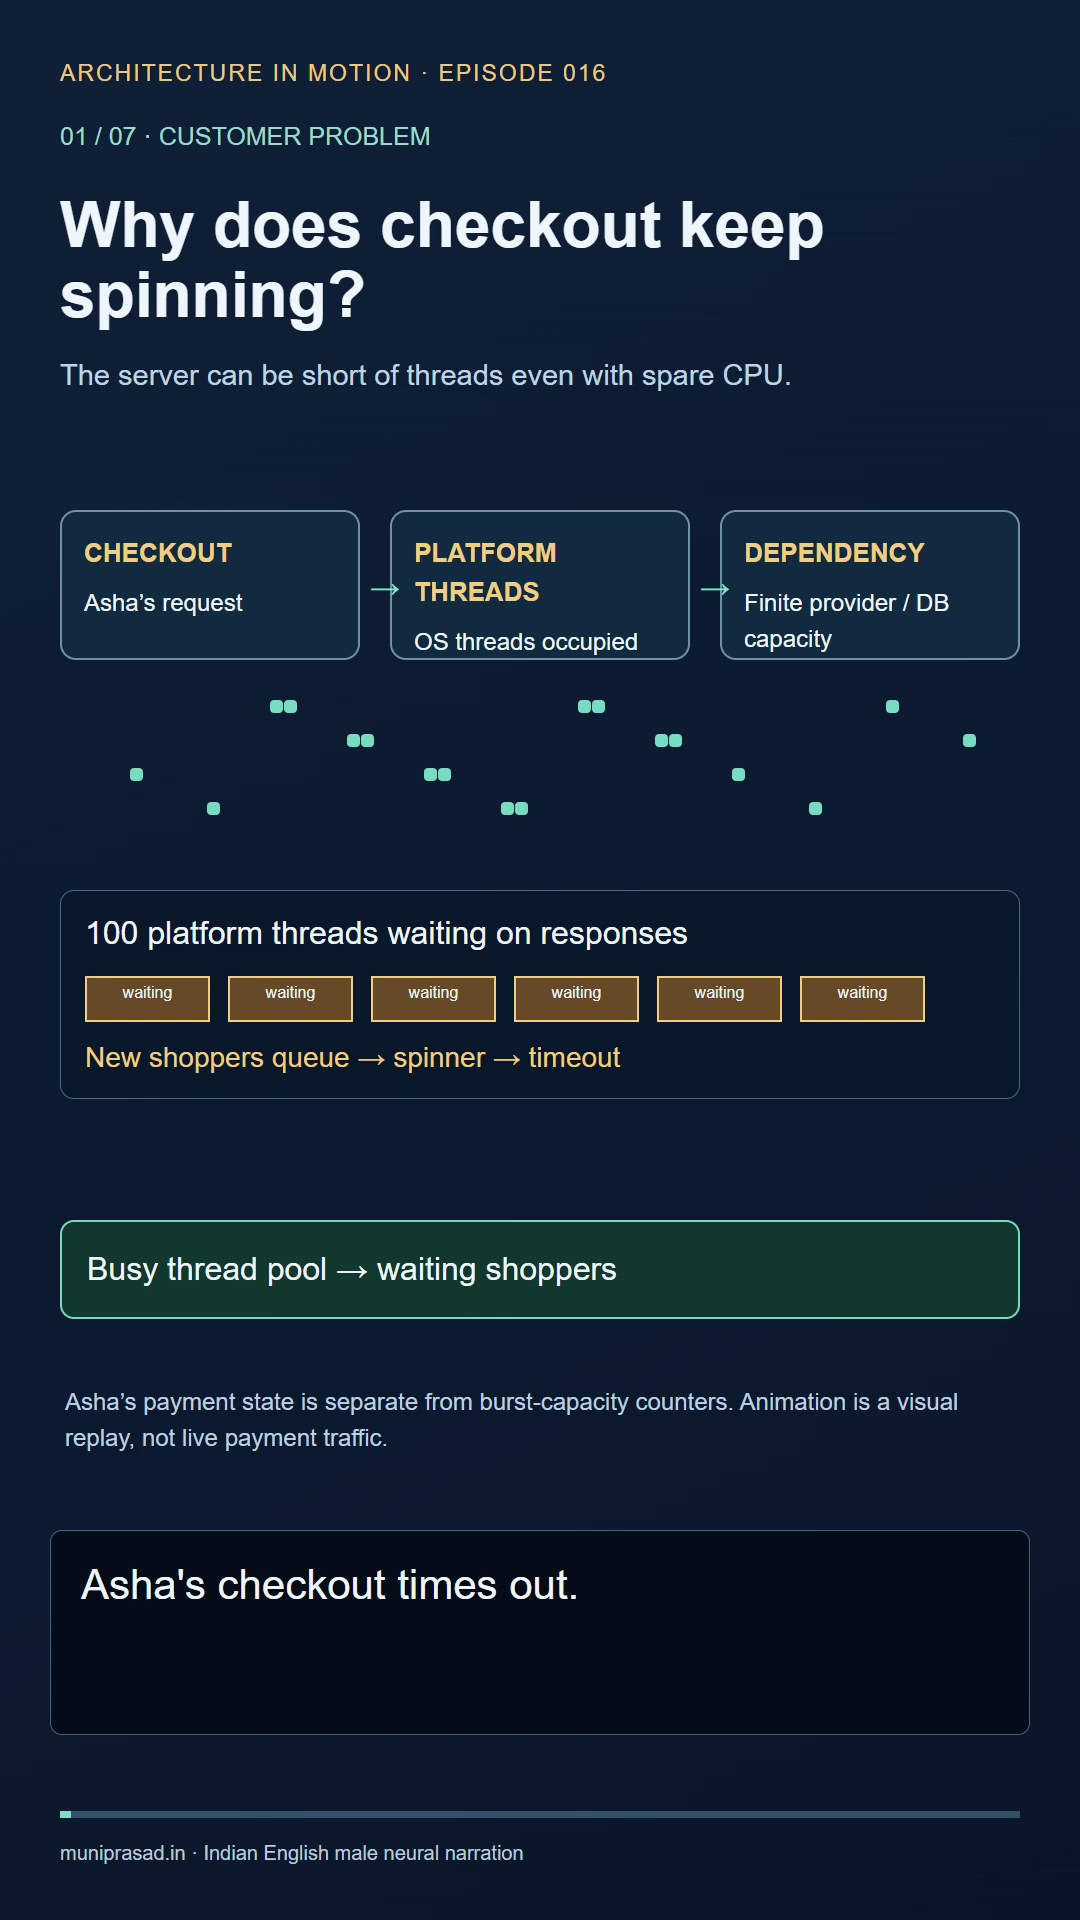 ARCHITECTURE IN MOTION · EPISODE 016
01 / 07 · CUSTOMER PROBLEM
Why does checkout keep
spinning?
The server can be short of threads even with spare CPU.
CHECKOUT
Asha’s request
→
PLATFORM
THREADS
OS threads occupied
→
DEPENDENCY
Finite provider / DB
capacity
100 platform threads waiting on responses
waiting waiting waiting waiting waiting waiting
New shoppers queue → spinner → timeout
Busy thread pool → waiting shoppers
Asha’s payment state is separate from burst-capacity counters. Animation is a visual
replay, not live payment traffic.
Asha's checkout times out.
muniprasad.in · Indian English male neural narration